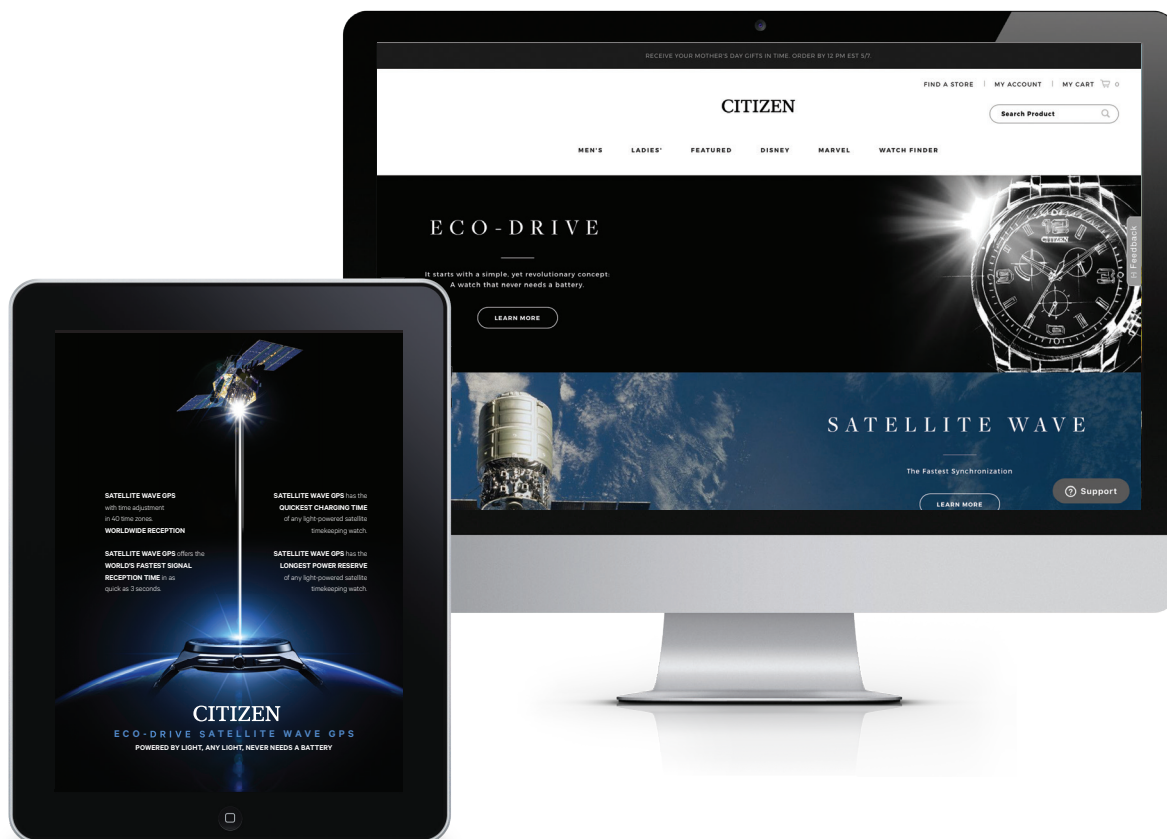 RECEIVE YOUR MOTHER'S DAY GIFTS IN TIME. ORDER BY 12 PM EST 5/7
FIND A STORE | MY ACCOUNT | MY CART 0
CITIZEN
Search Product
MEN'S LADIES' FEATURED DISNEY MARVEL WATCH FINDER
ECO-DRIVE
It starts with a simple, yet revolutionary concept:
A watch that never needs a battery.
LEARN MORE
CITIZEN
Feedback
SATELLITE WAVE
The Fastest Synchronization
LEARN MORE
Support
SATELLITE WAVE GPS
with time adjustment
in 40 time zones.
WORLDWIDE RECEPTION
SATELLITE WAVE GPS offers the
WORLD'S FASTEST SIGNAL
RECEPTION TIME in as
quick as 3 seconds.
SATELLITE WAVE GPS has the
QUICKEST CHARGING TIME
of any light-powered satellite
timekeeping watch.
SATELLITE WAVE GPS has the
LONGEST POWER RESERVE
of any light-powered satellite
timekeeping watch.
CITIZEN
ECO-DRIVE SATELLITE WAVE GPS
POWERED BY LIGHT, ANY LIGHT, NEVER NEEDS A BATTERY